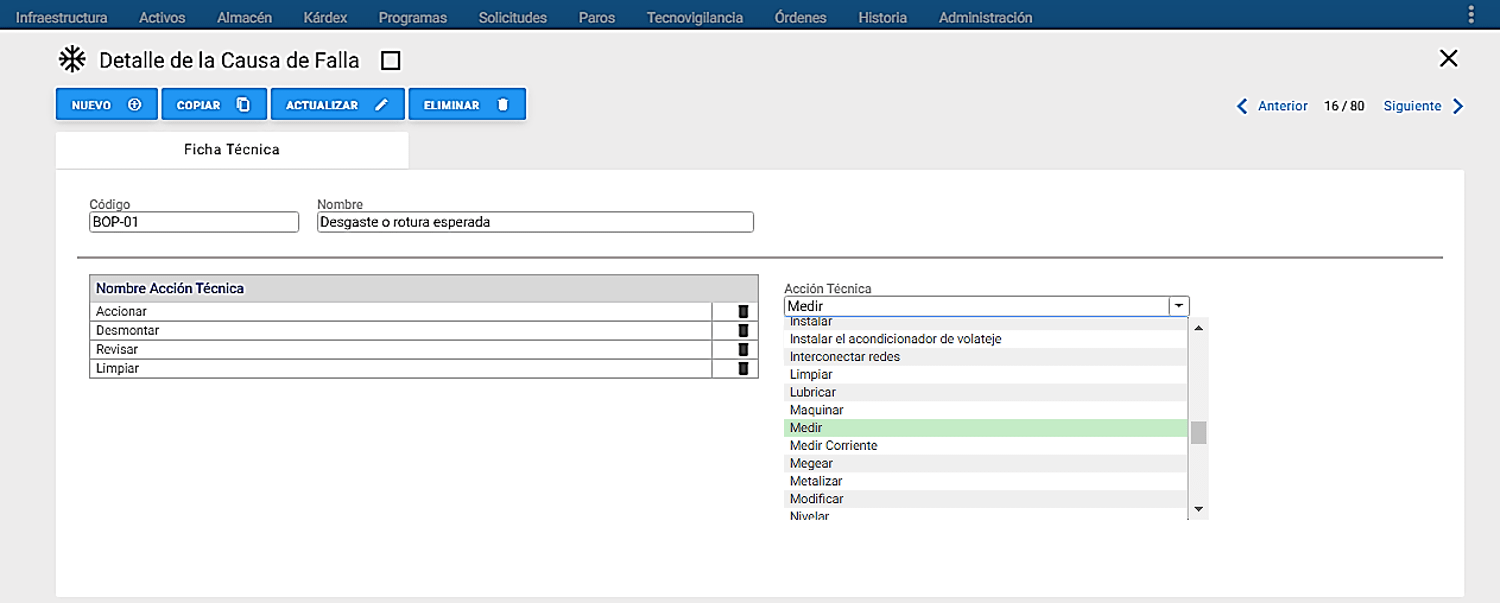 Infraestructura Activos Almacén Kárdex Programas Solicitudes Paros Tecnovigilancia Órdenes Historia Administración
Detalle de la Causa de Falla
NUEVO COPIAR ACTUALIZAR ELIMINAR
Anterior 16 / 80 Siguiente
Ficha Técnica
Código Nombre
BOP-01 Desgaste o rotura esperada
Nombre Acción Técnica
Accionar
Desmontar
Revisar
Limpiar
Acción Técnica
Medir
Instalar
Instalar el acondicionador de volateje
Interconectar redes
Limpiar
Lubricar
Maquinar
Medir
Medir Corriente
Megear
Metalizar
Modificar
Nivelar